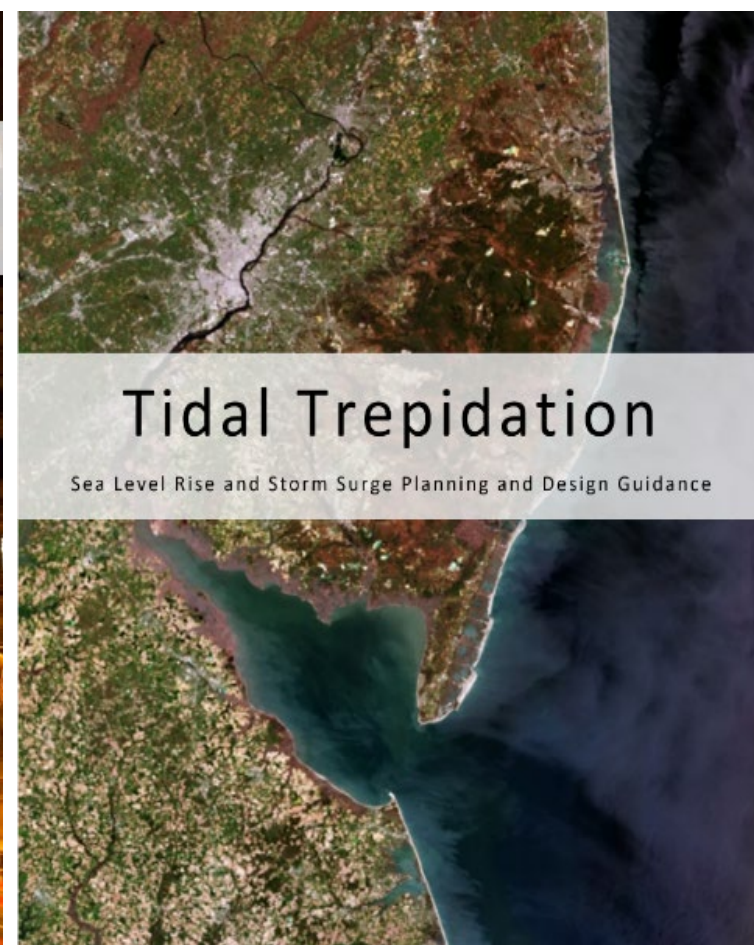 Tidal Trepidation
Sea Level Rise and Storm Surge Planning and Design Guidance